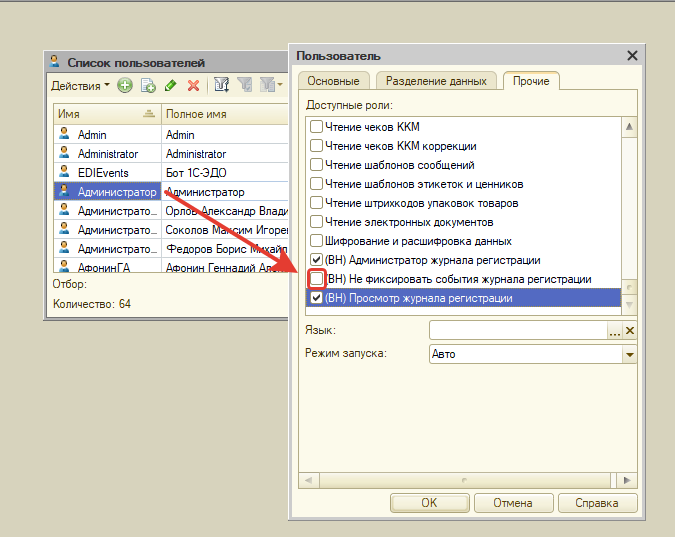 Список пользователей
Действия
Имя Полное имя
Admin Admin
Administrator Administrator
EDIEvents Бот 1С-ЭДО
Администратор Администратор
Администрато... Орлов Александр Влади
Администрато... Соколов Максим Игорев
Администрато... Федоров Борис Михайл
АфонинГА Афонин Геннадий Алек
Отбор:
Количество: 64
Пользователь
Основные Разделение данных Прочие
Доступные роли:
Чтение чеков ККМ
Чтение чеков ККМ коррекции
Чтение шаблонов сообщений
Чтение шаблонов этикеток и ценников
Чтение штрихкодов упаковок товаров
Чтение электронных документов
Шифрование и расшифровка данных
(ВН) Администратор журнала регистрации
(ВН) Не фиксировать события журнала регистрации
(ВН) Просмотр журнала регистрации
Язык:
Режим запуска: Авто
OK Отмена Справка